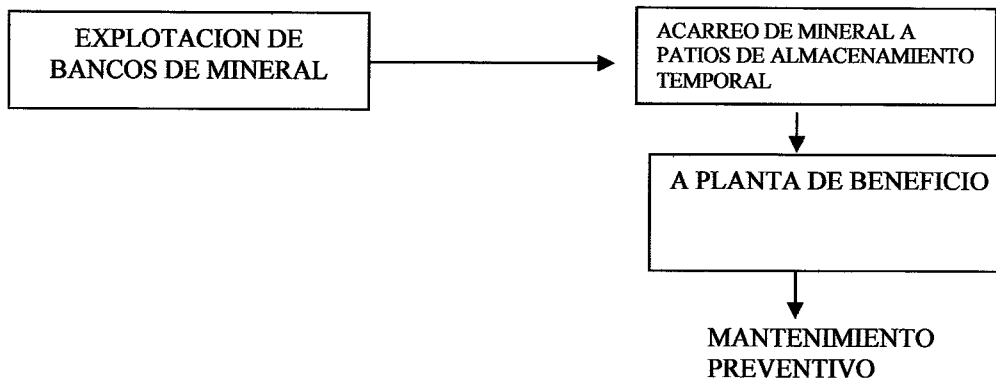 EXPLOTACION DE
BANCOS DE MINERAL
ACARREO DE MINERAL A
PATIOS DE ALMACENAMIENTO
TEMPORAL
A PLANTA DE BENEFICIO
MANTENIMIENTO
PREVENTIVO